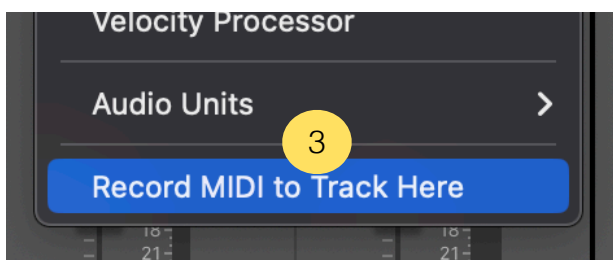 Velocity Processor
Audio Units
3
Record MIDI to Track Here
18 18
21 21